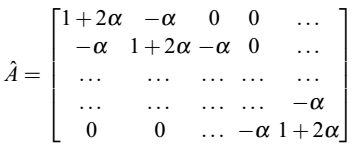 1+2α −α 0 0 …
−α 1+2α −α 0 …
Â = … … … … …
… … … … −α
0 0 … −α 1+2α